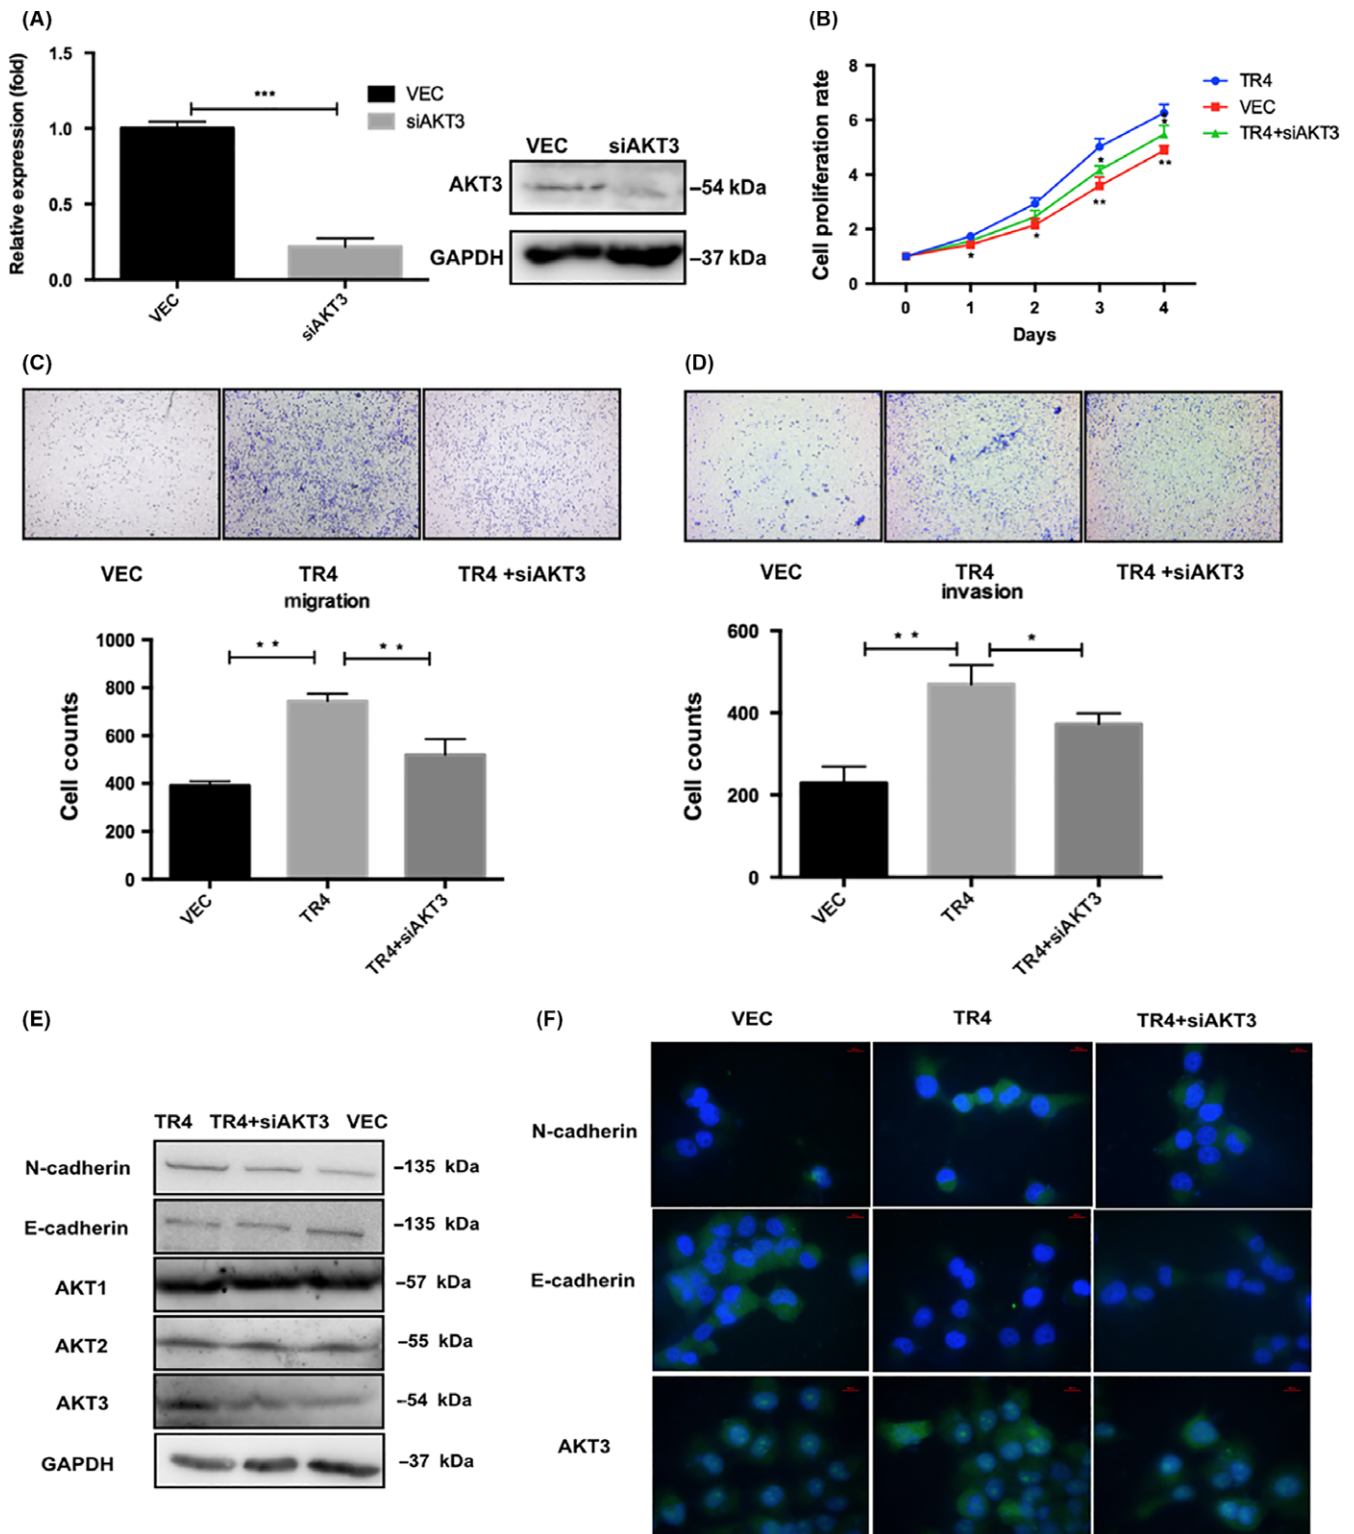 (A)
Relative expression (fold)
1.5
1.0
0.5
0.0
***
VEC
siAKT3
VEC
siAKT3
VEC siAKT3
AKT3
–54 kDa
GAPDH
–37 kDa
(B)
Cell proliferation rate
8
6
4
2
0
0 1 2 3 4
Days
*
*
*
**
*
**
TR4
VEC
TR4+siAKT3
(C)
VEC TR4 TR4 +siAKT3
migration
Cell counts
1000
800
600
400
200
0
* *
* *
VEC
TR4
TR4+siAKT3
(D)
VEC TR4 TR4 +siAKT3
invasion
Cell counts
600
400
200
0
* *
*
VEC
TR4
TR4+siAKT3
(E)
TR4 TR4+siAKT3 VEC
N-cadherin
–135 kDa
E-cadherin
–135 kDa
AKT1
–57 kDa
AKT2
–55 kDa
AKT3
–54 kDa
GAPDH
–37 kDa
(F)
VEC TR4 TR4+siAKT3
N-cadherin
E-cadherin
AKT3